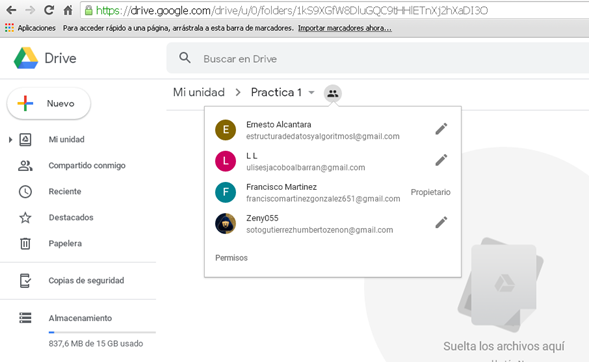 https://drive.google.com/drive/u/0/folders/1kS9XGfW8DluGQC9tHHlETnXj2hXaDI3O
Aplicaciones Para acceder rápido a una página, arrástrala a esta barra de marcadores. Importar marcadores ahora...
Drive
Buscar en Drive
Nuevo
Mi unidad > Practica 1
Mi unidad
Compartido conmigo
Reciente
Destacados
Papelera
Copias de seguridad
Almacenamiento
837,6 MB de 15 GB usado
E
Ernesto Alcantara
estructuradedatosyalgoritmosl@gmail.com
L
L L
ulisesjacoboalbarran@gmail.com
F
Francisco Martinez
franciscomartinezgonzalez651@gmail.com
Propietario
Zeny055
sotogutierrezhumbertozenon@gmail.com
Permisos
Suelta los archivos aquí